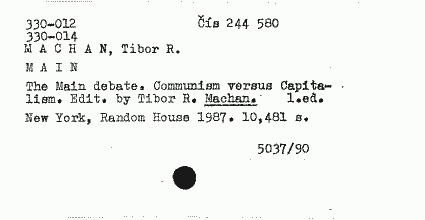 330-012 Čís 244 580
330-014
M A C H A N, Tibor R.
M A I N
The Main debate. Communism versus Capita-
lism. Edit. by Tibor R. Machan. 1.ed.
New York, Random House 1987. 10,481 s.
5037/90